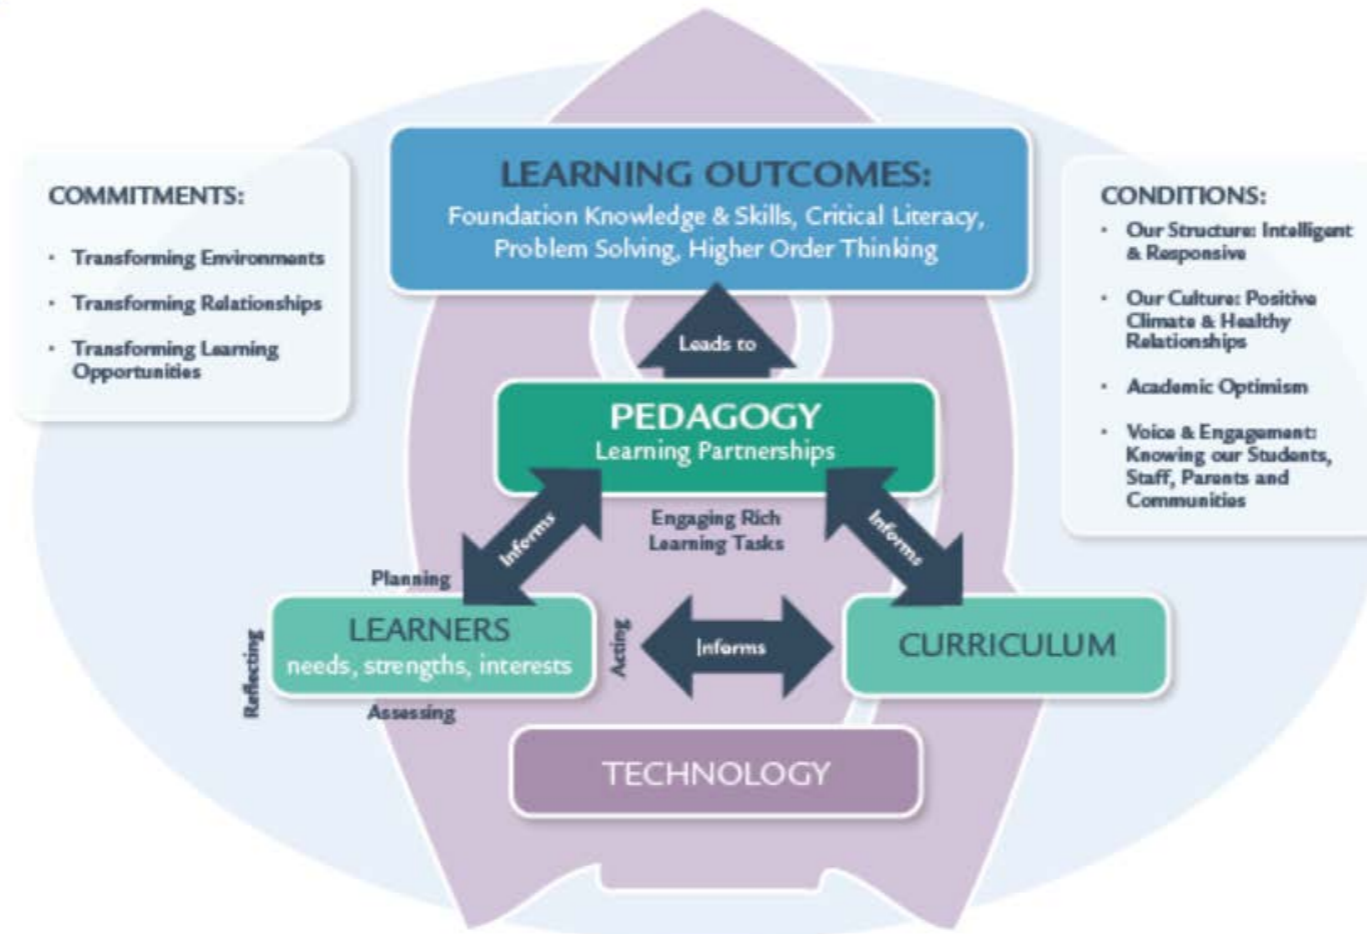 COMMITMENTS:
• Transforming Environments
• Transforming Relationships
• Transforming Learning
Opportunities
LEARNING OUTCOMES:
Foundation Knowledge & Skills, Critical Literacy,
Problem Solving, Higher Order Thinking
CONDITIONS:
• Our Structure: Intelligent
& Responsive
• Our Culture: Positive
Climate & Healthy
Relationships
• Academic Optimism
• Voice & Engagement:
Knowing our Students,
Staff, Parents and
Communities
Leads to
PEDAGOGY
Learning Partnerships
Informs
Engaging Rich
Learning Tasks
Informs
Planning
Reflecting
LEARNERS
needs, strengths, interests
Acting
Assessing
Informs
CURRICULUM
TECHNOLOGY